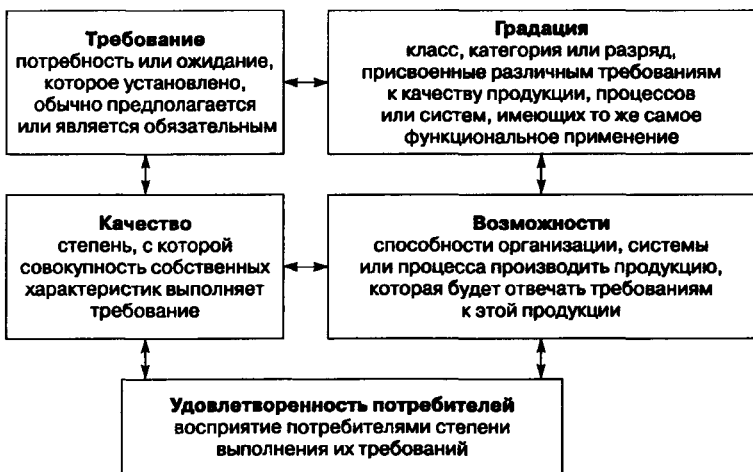 Требование
потребность или ожидание,
которое установлено,
обычно предполагается
или является обязательным
Градация
класс, категория или разряд,
присвоенные различным требованиям
к качеству продукции, процессов
или систем, имеющих то же самое
функциональное применение
Качество
степень, с которой
совокупность собственных
характеристик выполняет
требование
Возможности
способности организации, системы
или процесса производить продукцию,
которая будет отвечать требованиям
к этой продукции
Удовлетворенность потребителей
восприятие потребителями степени
выполнения их требований